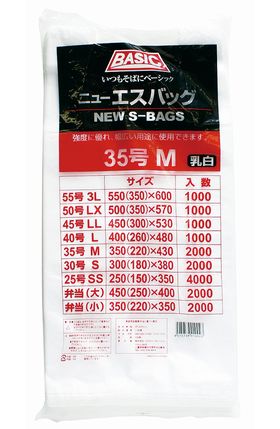 BASIC
いつもそばにベーシック
ニューエスバッグ
NEW S-BAGS
強度に優れ、幅広い用途に使用できます。
35号 M 乳白
サイズ 入数
55号 3L 550(350)×600 1000
50号 LX 500(350)×570 1000
45号 LL 450(300)×530 1000
40号 L 400(260)×480 1000
35号 M 350(220)×430 2000
30号 S 300(180)×380 2000
25号 SS 250(150)×350 4000
弁当(大) 450(250)×400 2000
弁当(小) 350(220)×350 2000